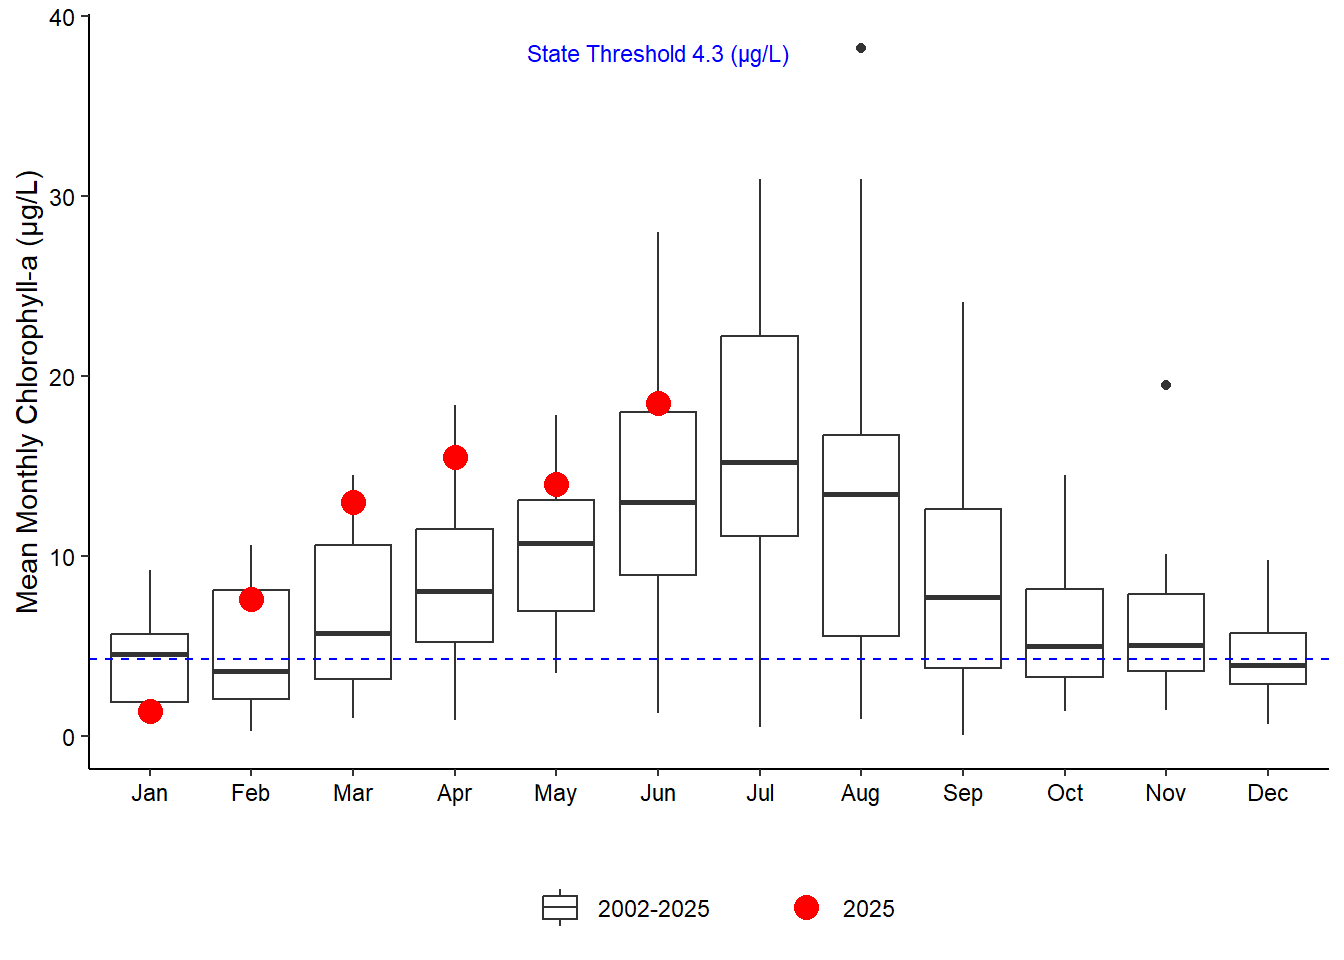 State Threshold 4.3 (µg/L)
Mean Monthly Chlorophyll-a (µg/L)
40
30
20
10
0
Jan Feb Mar Apr May Jun Jul Aug Sep Oct Nov Dec
2002-2025 2025